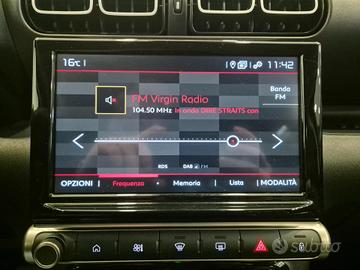 16°C
11:42
FM Virgin Radio
104.50 MHz in onda DIRE STRAITS con
Banda
FM
RDS DAB / FM
OPZIONI Frequenza Memoria Lista MODALITÀ
subito